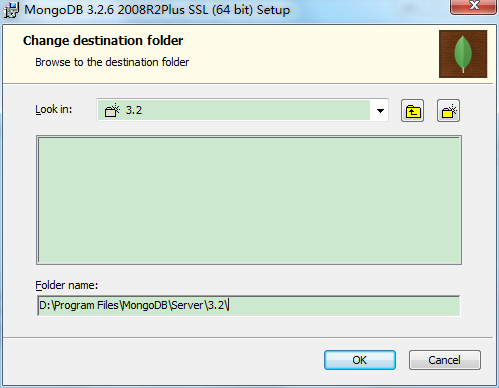 MongoDB 3.2.6 2008R2Plus SSL (64 bit) Setup
Change destination folder
Browse to the destination folder
Look in:
3.2
Folder name:
D:\Program Files\MongoDB\Server\3.2\
OK
Cancel